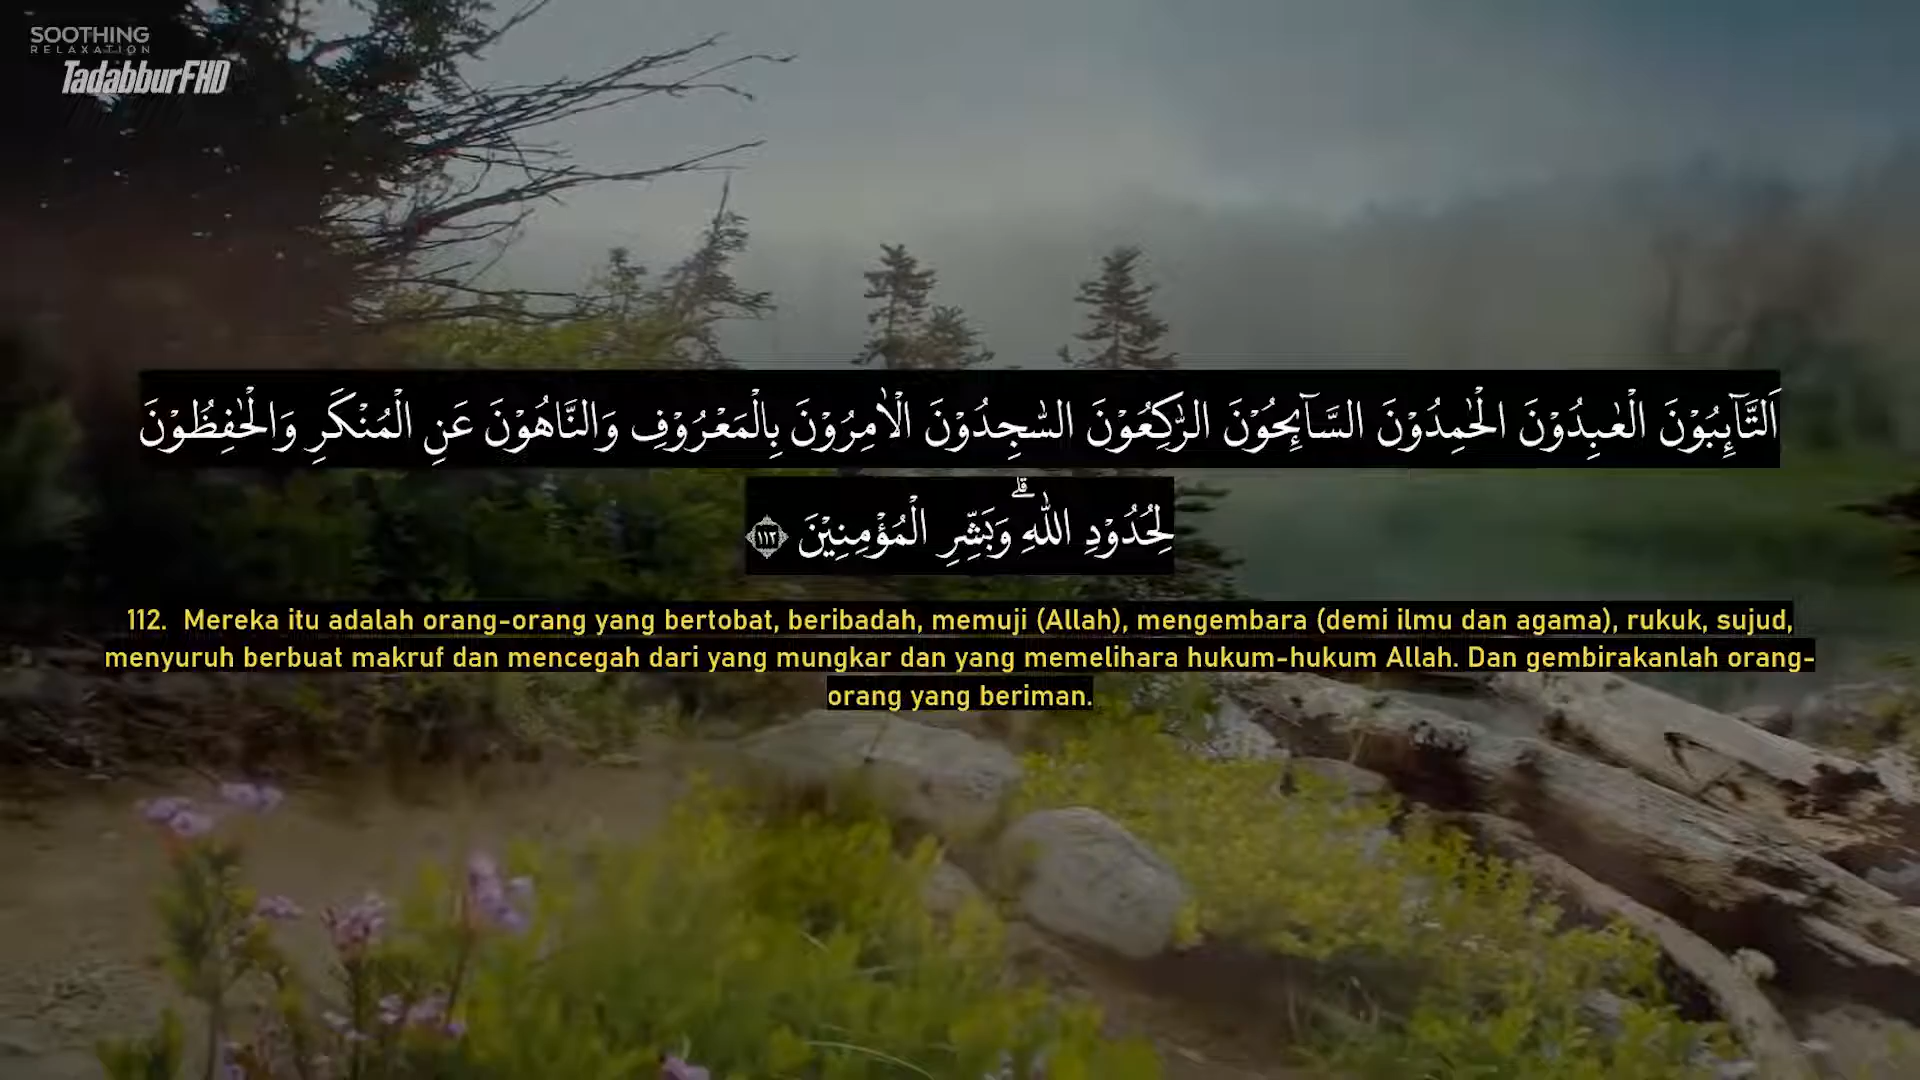 SOOTHING
RELAXATION
TadabburFHD
اَلتَّاۤىِٕبُوْنَ الْعٰبِدُوْنَ الْحٰمِدُوْنَ السَّاۤىِٕحُوْنَ الرّٰكِعُوْنَ السّٰجِدُوْنَ الْاٰمِرُوْنَ بِالْمَعْرُوْفِ وَالنَّاهُوْنَ عَنِ الْمُنْكَرِ وَالْحٰفِظُوْنَ
لِحُدُوْدِ اللّٰهِ ۗوَبَشِّرِ الْمُؤْمِنِيْنَ ١١٢
112. Mereka itu adalah orang-orang yang bertobat, beribadah, memuji (Allah), mengembara (demi ilmu dan agama), rukuk, sujud,
menyuruh berbuat makruf dan mencegah dari yang mungkar dan yang memelihara hukum-hukum Allah. Dan gembirakanlah orang-
orang yang beriman.